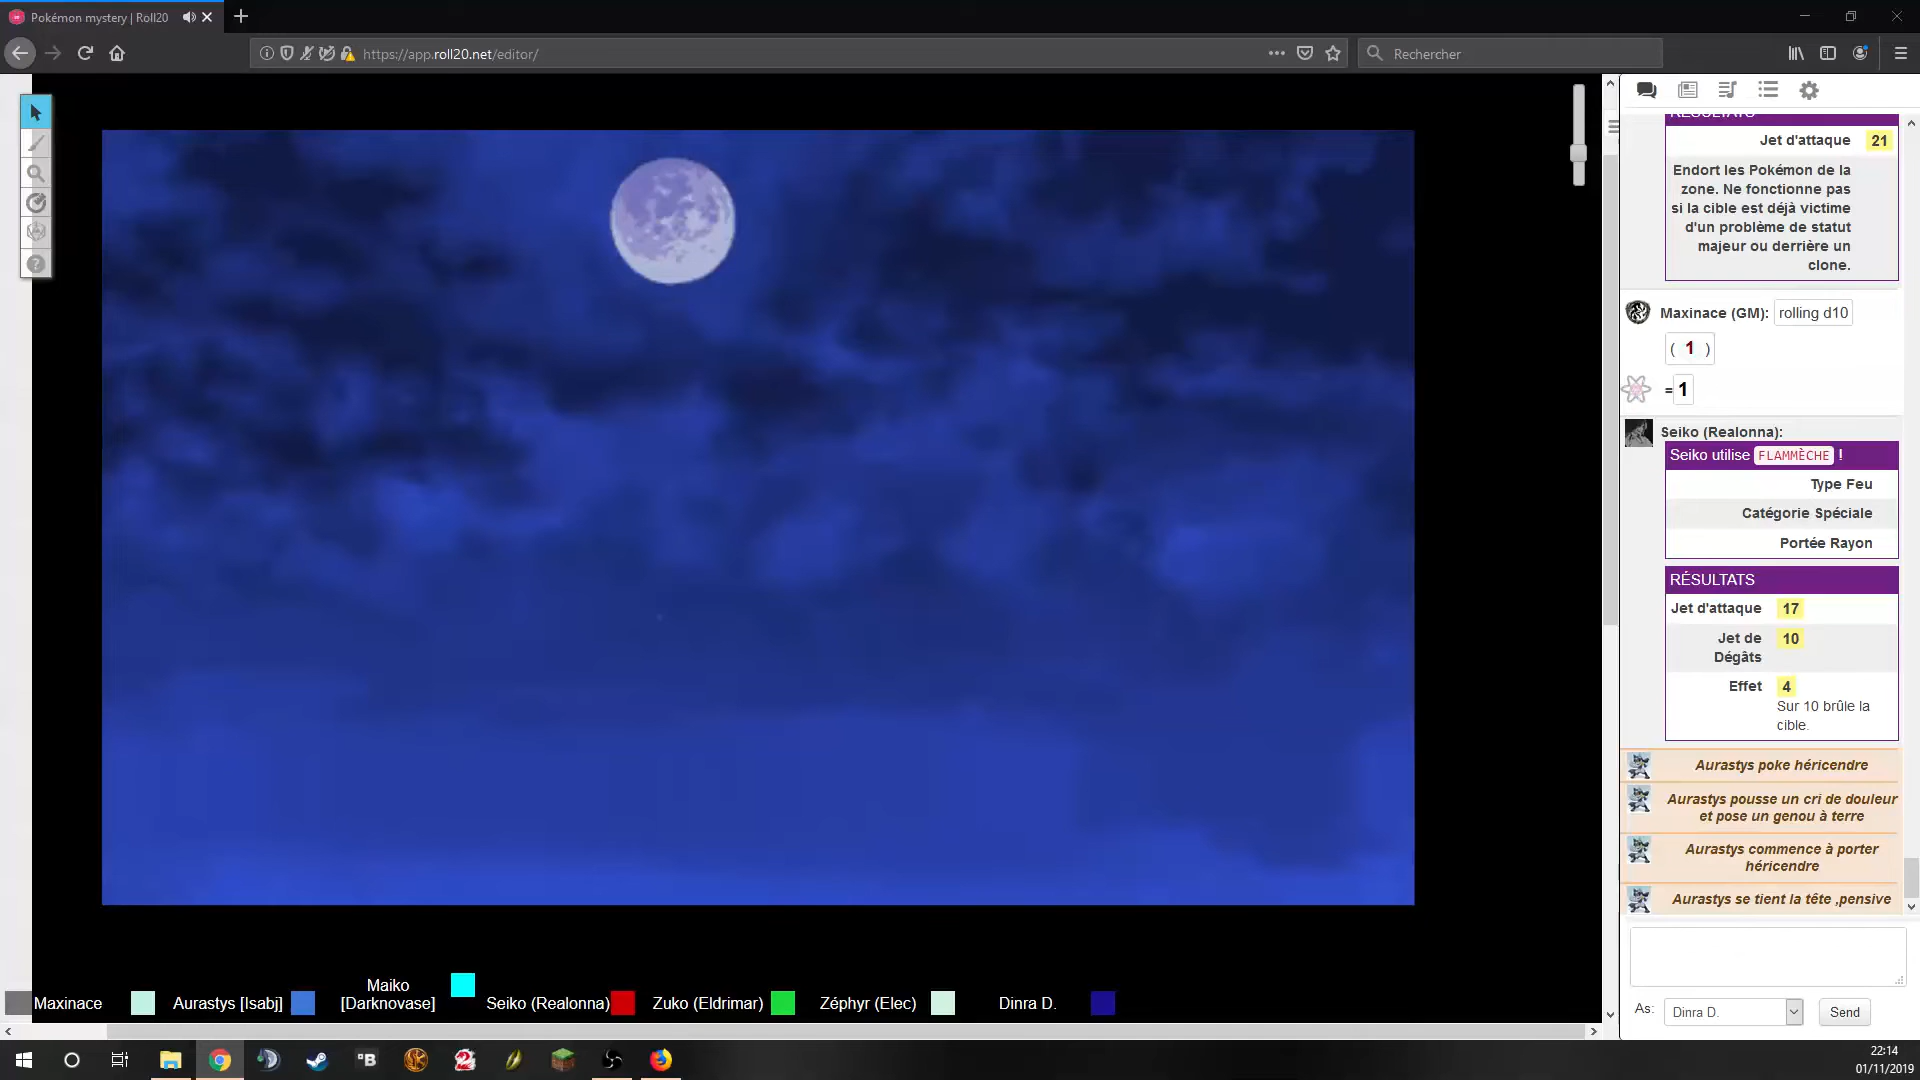 Pokémon mystery | Roll20
https://app.roll20.net/editor/
Rechercher
RÉSULTATS
Jet d'attaque 21
Endort les Pokémon de la
zone. Ne fonctionne pas
si la cible est déjà victime
d'un problème de statut
majeur ou derrière un
clone.
Maxinace (GM): rolling d10
( 1 )
=1
Seiko (Realonna):
Seiko utilise FLAMMÈCHE !
Type Feu
Catégorie Spéciale
Portée Rayon
RÉSULTATS
Jet d'attaque 17
Jet de
Dégâts
10
Effet 4
Sur 10 brûle la
cible.
Aurastys poke héricendre
Aurastys pousse un cri de douleur
et pose un genou à terre
Aurastys commence à porter
héricendre
Aurastys se tient la tête ,pensive
As: Dinra D. Send
Maxinace
Aurastys [Isabj]
Maiko
[Darknovase]
Seiko (Realonna)
Zuko (Eldrimar)
Zéphyr (Elec)
Dinra D.
22:14
01/11/2019